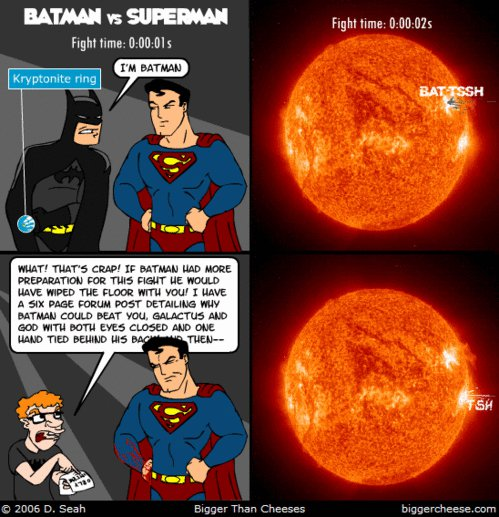 BATMAN VS SUPERMAN
Fight time: 0:00:01s
Kryptonite ring
I'M BATMAN
Fight time: 0:00:02s
BAT TSSH
WHAT! THAT'S CRAP! IF BATMAN HAD MORE
PREPARATION FOR THIS FIGHT HE WOULD
HAVE WIPED THE FLOOR WITH YOU! I HAVE
A SIX PAGE FORUM POST DETAILING WHY
BATMAN COULD BEAT YOU, GALACTUS AND
GOD WITH BOTH EYES CLOSED AND ONE
HAND TIED BEHIND HIS BACK AND THEN--
TSH
© 2006 D. Seah
Bigger Than Cheeses
biggercheese.com